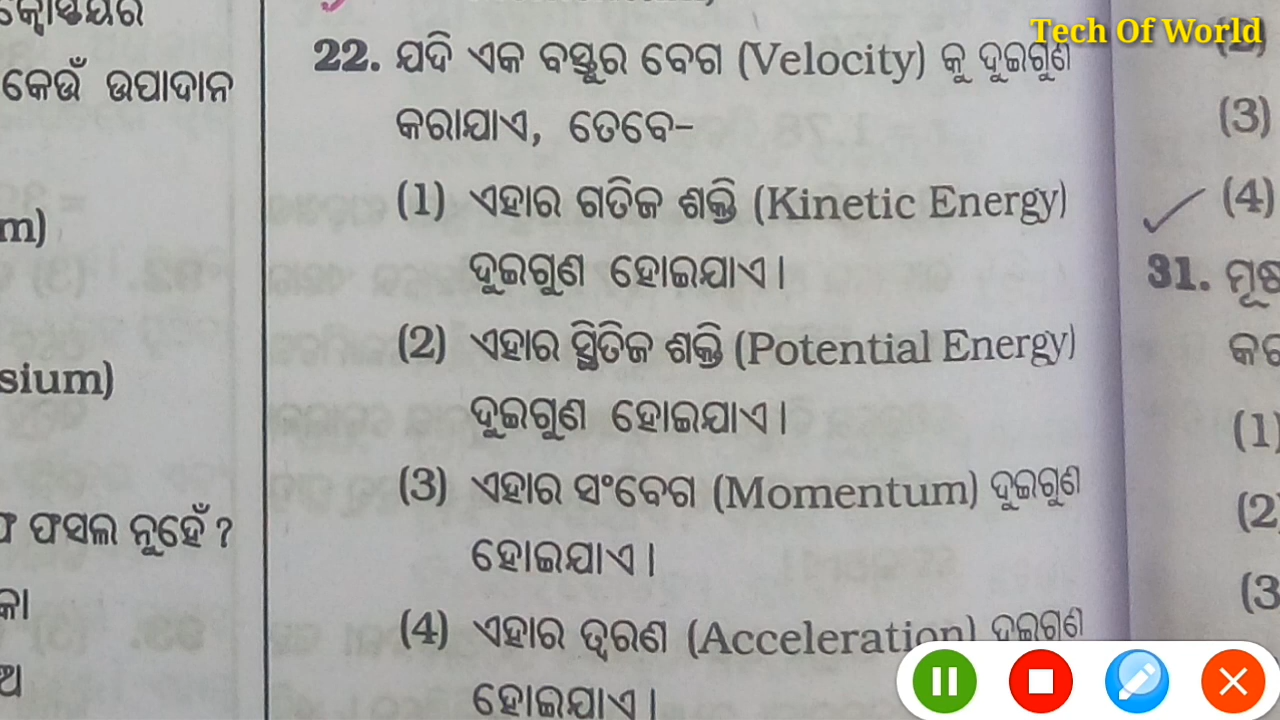 କେଉଁ ଉପାଦାନ
m)
sium)
ଫସଲ ନୁହେଁ ?
22. ଯଦି ଏକ ବସ୍ତୁର ବେଗ (Velocity) କୁ ଦୁଇଗୁଣ
କରାଯାଏ, ତେବେ–
(1) ଏହାର ଗତିଜ ଶକ୍ତି (Kinetic Energy)
ଦୁଇଗୁଣ ହୋଇଯାଏ।
(2) ଏହାର ସ୍ଥିତିଜ ଶକ୍ତି (Potential Energy)
ଦୁଇଗୁଣ ହୋଇଯାଏ।
(3) ଏହାର ସଂବେଗ (Momentum) ଦୁଇଗୁଣ
ହୋଇଯାଏ।
(4) ଏହାର ତ୍ୱରଣ (Acceleration) ଦୁଇଗୁଣ
ହୋଇଯାଏ।
Tech Of World
(2)
(3)
(4)
31.
(1)
(2
(3